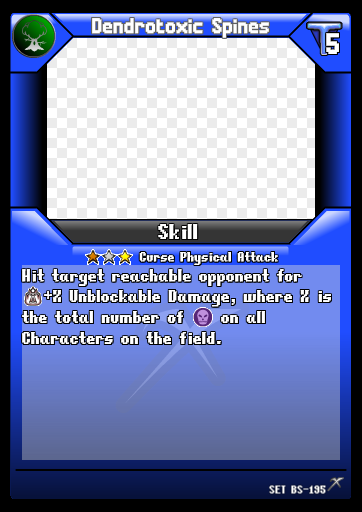 Dendrotoxic Spines
5
Skill
Curse Physical Attack
Hit target reachable opponent for
+X Unblockable Damage, where X is
the total number of on all
Characters on the field.
SET BS-195